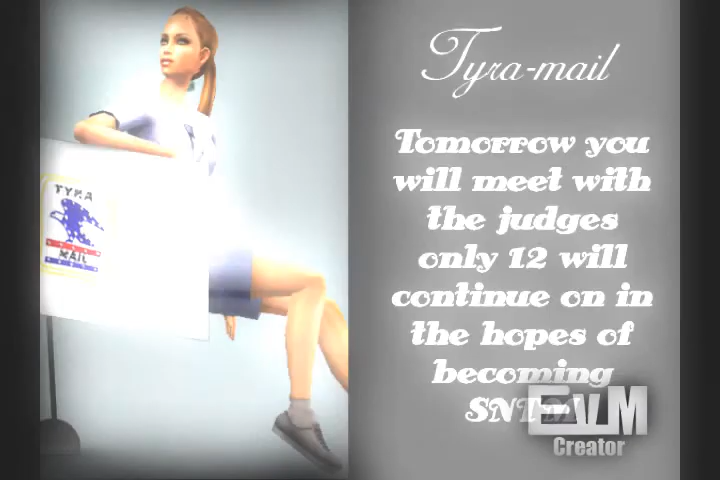 Tyra-mail
Tomorrow you
will meet with
the judges
only 12 will
continue on in
the hopes of
becoming
SNTM
TYRA
MAIL
Creator